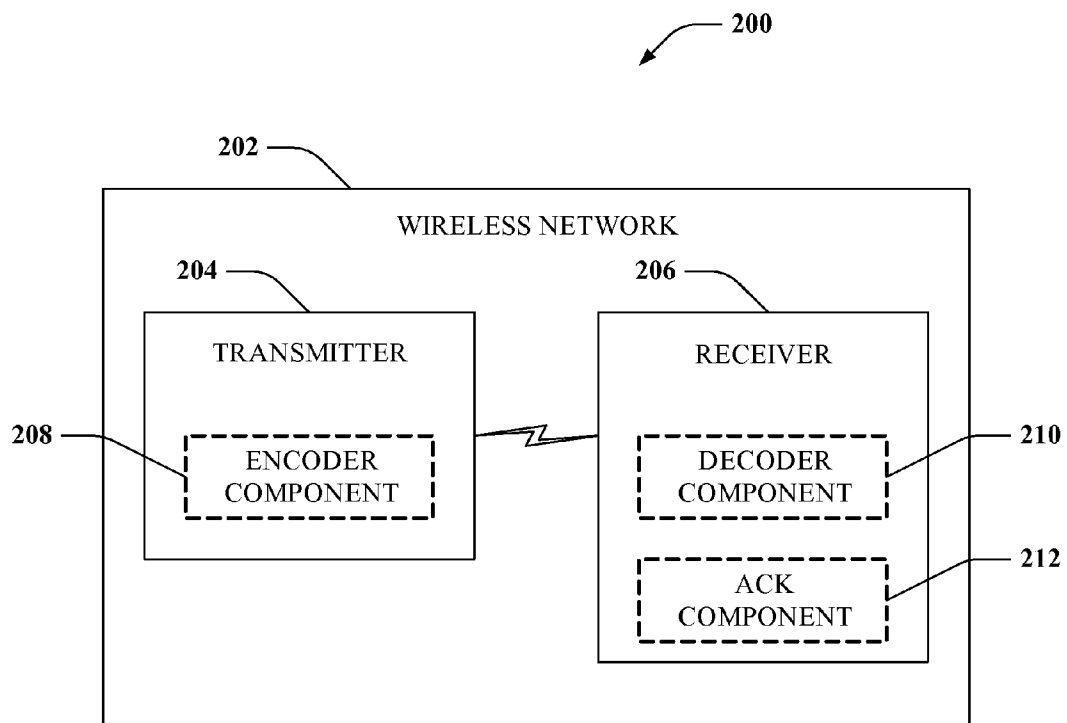 200
202
WIRELESS NETWORK
204
206
TRANSMITTER
RECEIVER
208
210
ENCODER
COMPONENT
DECODER
COMPONENT
212
ACK
COMPONENT